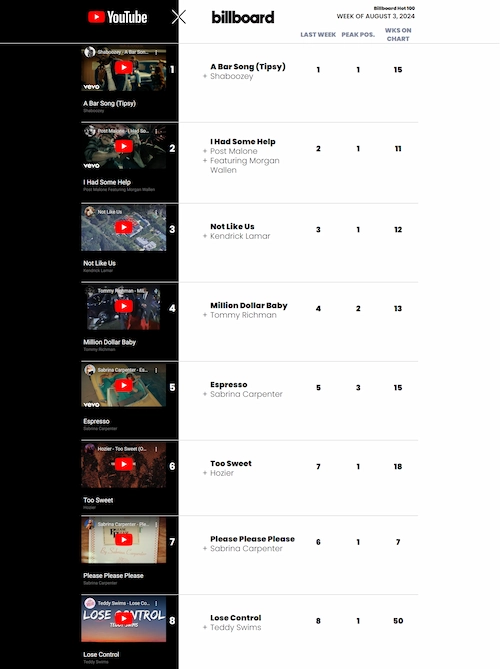 YouTube
billboard
Billboard Hot 100
WEEK OF AUGUST 3, 2024
LAST WEEK PEAK POS. WKS ON CHART
Shaboozey - A Bar Son...
vevo
1
A Bar Song (Tipsy)
Shaboozey
A Bar Song (Tipsy)
+ Shaboozey
1 1 15
Post Malone - I Had So...
vevo
2
I Had Some Help
Post Malone Featuring Morgan Wallen
I Had Some Help
+ Post Malone
+ Featuring Morgan
Wallen
2 1 11
Not Like Us
3
Not Like Us
Kendrick Lamar
Not Like Us
+ Kendrick Lamar
3 1 12
Tommy Richman - Mil...
4
Million Dollar Baby
Tommy Richman
Million Dollar Baby
+ Tommy Richman
4 2 13
Sabrina Carpenter - Es...
vevo
5
Espresso
Sabrina Carpenter
Espresso
+ Sabrina Carpenter
5 3 15
Hozier - Too Sweet (O...
6
Too Sweet
Hozier
Too Sweet
+ Hozier
7 1 18
Sabrina Carpenter - Ple...
7
Please Please Please
Sabrina Carpenter
Please Please Please
+ Sabrina Carpenter
6 1 7
Teddy Swims - Lose Co...
LOSE CONTROL
TEDDY SWIMS
8
Lose Control
Teddy Swims
Lose Control
+ Teddy Swims
8 1 50